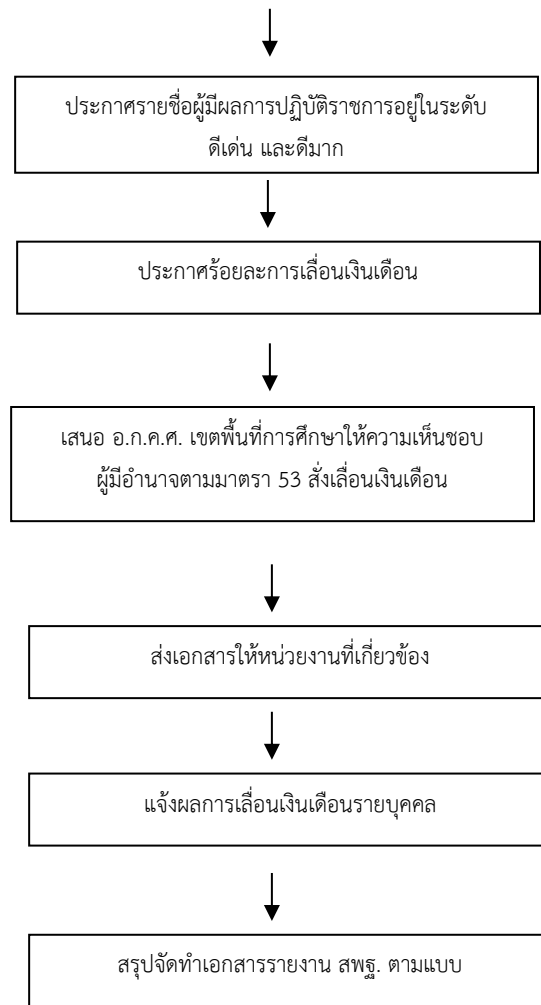 ประกาศรายชื่อผู้มีผลการปฏิบัติราชการอยู่ในระดับ
ดีเด่น และดีมาก
ประกาศร้อยละการเลื่อนเงินเดือน
เสนอ อ.ก.ค.ศ. เขตพื้นที่การศึกษาให้ความเห็นชอบ
ผู้มีอำนาจตามมาตรา 53 สั่งเลื่อนเงินเดือน
ส่งเอกสารให้หน่วยงานที่เกี่ยวข้อง
แจ้งผลการเลื่อนเงินเดือนรายบุคคล
สรุปจัดทำเอกสารรายงาน สพฐ. ตามแบบ